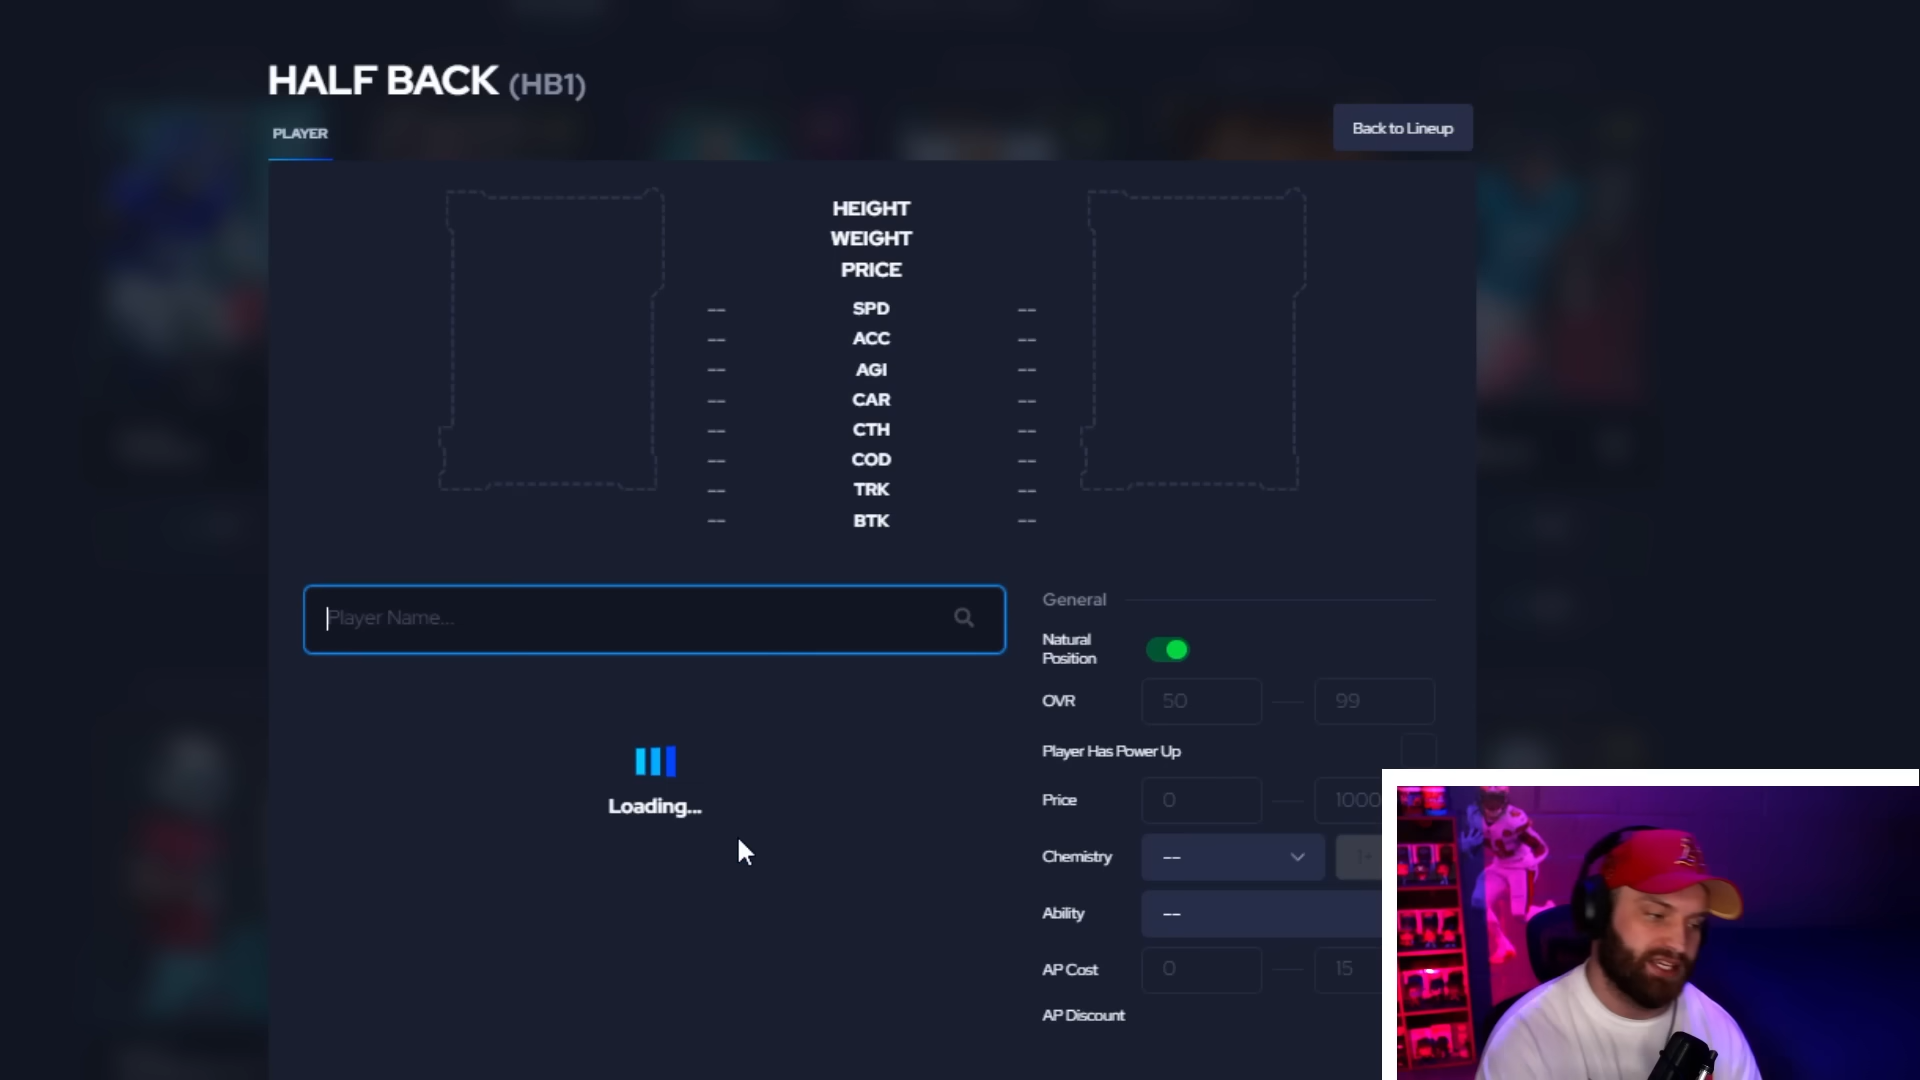 HALF BACK (HB1)
PLAYER
Back to Lineup
HEIGHT
WEIGHT
PRICE
-- SPD --
-- ACC --
-- AGI --
-- CAR --
-- CTH --
-- COD --
-- TRK --
-- BTK --
Player Name...
Loading...
General
Natural
Position
OVR 50 — 99
Player Has Power Up
Price 0 — 1000
Chemistry -- 1+
Ability --
AP Cost 0 — 15
AP Discount